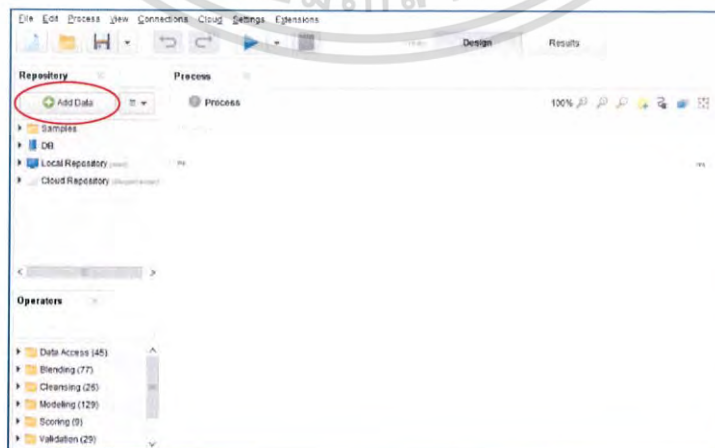 File Edit Process View Connections Cloud Settings Extensions
Design Results
Repository Process
Add Data
Process 100%
Samples
DB
Local Repository
Cloud Repository
Operators
Data Access (45)
Blending (77)
Cleansing (26)
Modeling (129)
Scoring (9)
Validation (29)